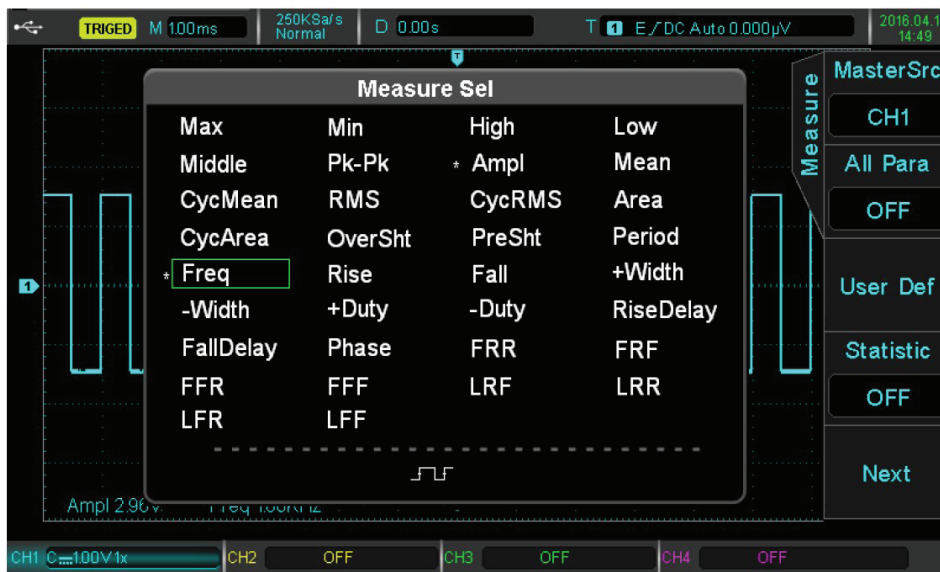 TRIGED M 1.00ms 250KSa/s Normal D 0.00s T 1 E / DC Auto 0.000μV 2016.04.1 14:49
Measure Sel
Max Min High Low
Middle Pk-Pk * Ampl Mean
CycMean RMS CycRMS Area
CycArea OverSht PreSht Period
* Freq Rise Fall +Width
-Width +Duty -Duty RiseDelay
FallDelay Phase FRR FRF
FFR FFF LRF LRR
LFR LFF
Measure
MasterSrc
CH1
All Para
OFF
User Def
Statistic
OFF
Next
T
1
Ampl 2.96V Freq 1.00KHz
CH1 1.00V 1x CH2 OFF CH3 OFF CH4 OFF